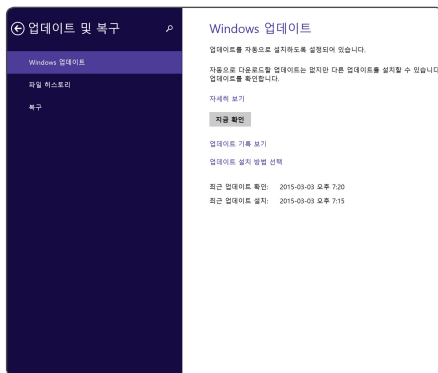 업데이트 및 복구
Windows 업데이트
파일 히스토리
복구
Windows 업데이트
업데이트를 자동으로 설치하도록 설정되어 있습니다.
자동으로 다운로드할 업데이트는 없지만 다른 업데이트를 설치할 수 있습니다
업데이트를 확인합니다.
자세히 보기
지금 확인
업데이트 기록 보기
업데이트 설치 방법 선택
최근 업데이트 확인: 2015-03-03 오후 7:20
최근 업데이트 설치: 2015-03-03 오후 7:15